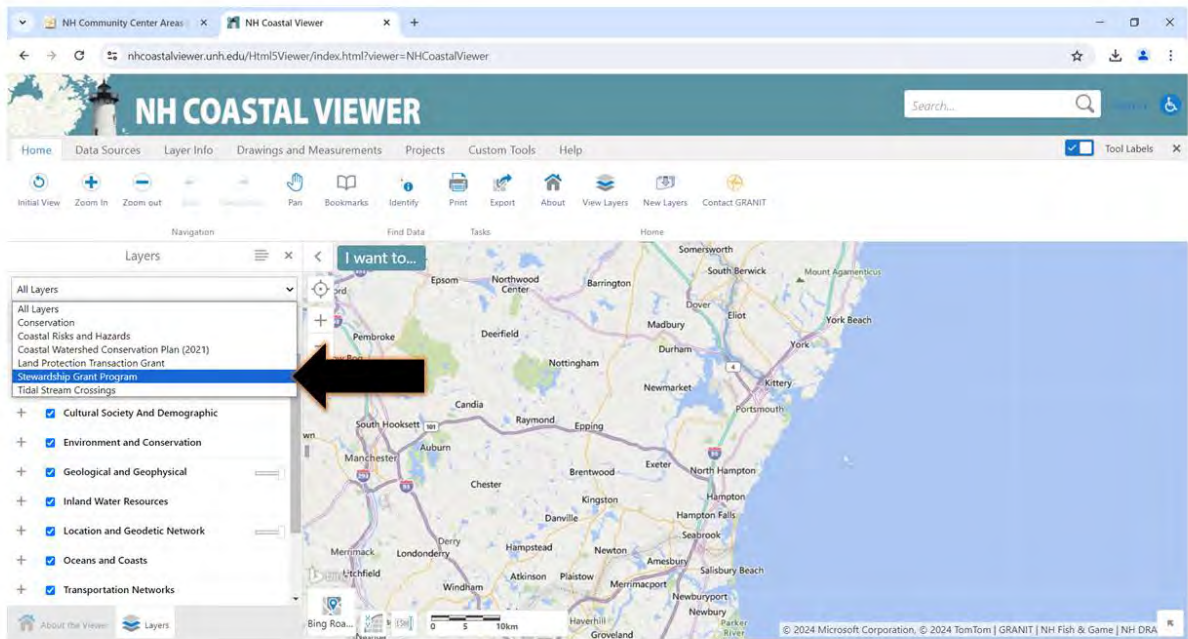 NH Community Center Areas
NH Coastal Viewer
nhcoastalviewer.unh.edu/Html5Viewer/index.html?viewer=NHCoastalViewer
NH COASTAL VIEWER
Search...
Home Data Sources Layer Info Drawings and Measurements Projects Custom Tools Help
Tool Labels
Initial View Zoom In Zoom out Pan Bookmarks Identify Print Export About View Layers New Layers Contact GRANIT
Navigation Find Data Tasks Home
Layers
I want to...
All Layers
All Layers
Conservation
Coastal Risks and Hazards
Coastal Watershed Conservation Plan (2021)
Land Protection Transaction Grant
Stewardship Grant Program
Tidal Stream Crossings
Cultural Society And Demographic
Environment and Conservation
Geological and Geophysical
Inland Water Resources
Location and Geodetic Network
Oceans and Coasts
Transportation Networks
About the Viewer Layers
Somersworth
South Berwick
Mount Agamenticus
Epsom
Northwood Center
Barrington
Dover
Eliot
York Beach
Madbury
Pembroke
Deerfield
Durham
York
Nottingham
4
Newmarket
Kittery
Candia
Portsmouth
South Hooksett
101
Raymond
Epping
Auburn
Manchester
Exeter
North Hampton
Brentwood
Chester
Kingston
Hampton
Danville
Hampton Falls
Seabrook
Derry
Merrimack
Londonderry
Hampstead
Newton
Amesbury
Salisbury Beach
Atkinson
Plaistow
Merrimacport
Windham
Newburyport
Newbury
Haverhill
Parker River
Groveland
Bing Roa...
0 5 10km
© 2024 Microsoft Corporation, © 2024 TomTom | GRANIT | NH Fish & Game | NH DRA